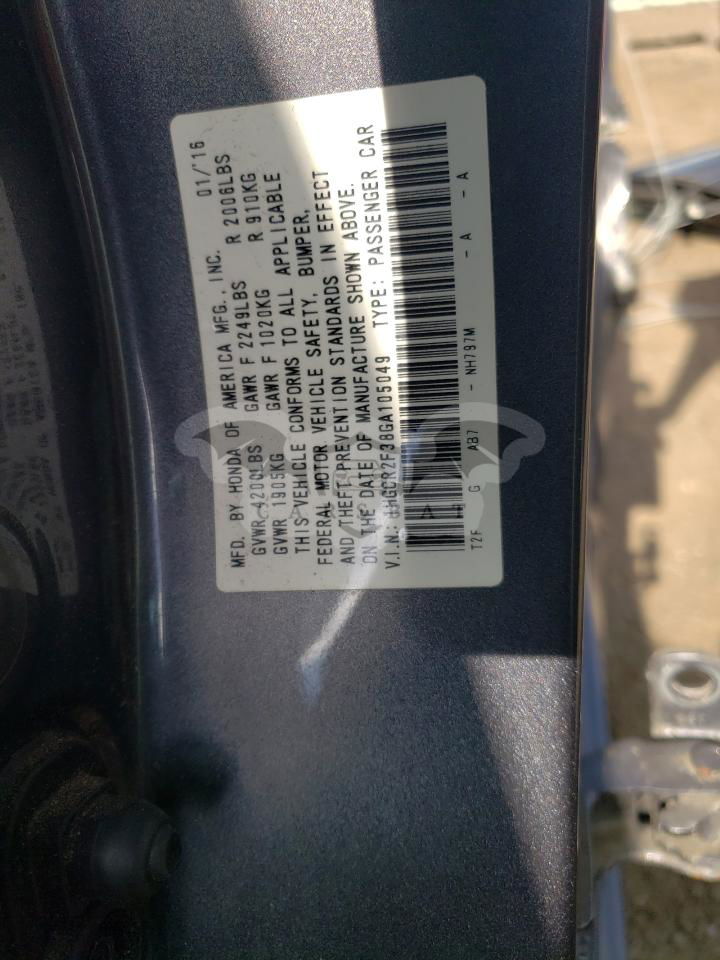 MFD. BY HONDA OF AMERICA MFG., INC. 01/'16
GVWR 4200LBS GAWR F 2249LBS R 2006LBS
GVWR 1905KG GAWR F 1020KG R 910KG
THIS VEHICLE CONFORMS TO ALL APPLICABLE
FEDERAL MOTOR VEHICLE SAFETY, BUMPER,
AND THEFT PREVENTION STANDARDS IN EFFECT
ON THE DATE OF MANUFACTURE SHOWN ABOVE.
V.I.N.: 1HGCR2F38GA105049 TYPE: PASSENGER CAR
T2F G AB7 - NH797M - A - A